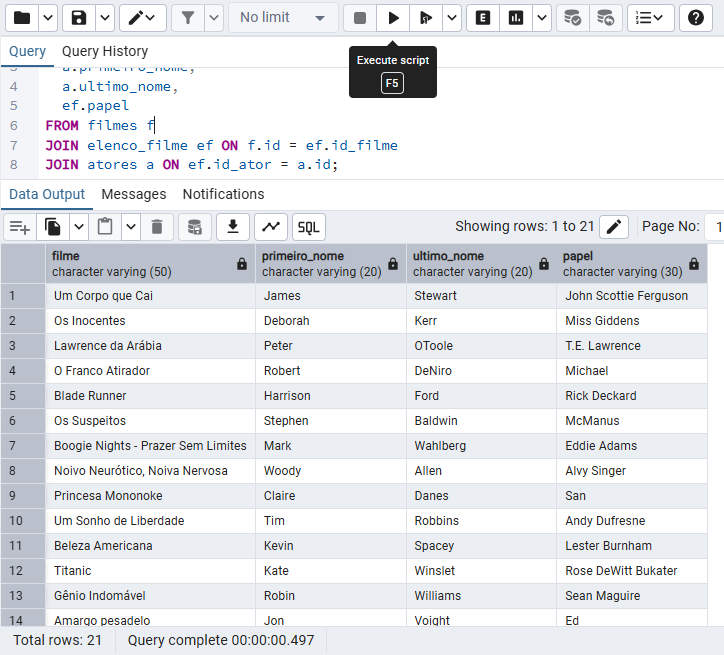 No limit
Query Query History
Execute script
F5
3 a.primeiro_nome,
4 a.ultimo_nome,
5 ef.papel
6 FROM filmes f
7 JOIN elenco_filme ef ON f.id = ef.id_filme
8 JOIN atores a ON ef.id_ator = a.id;
Data Output Messages Notifications
SQL Showing rows: 1 to 21 Page No: 1
filme primeiro_nome ultimo_nome papel
character varying (50) character varying (20) character varying (20) character varying (30)
1 Um Corpo que Cai James Stewart John Scottie Ferguson
2 Os Inocentes Deborah Kerr Miss Giddens
3 Lawrence da Arábia Peter OToole T.E. Lawrence
4 O Franco Atirador Robert DeNiro Michael
5 Blade Runner Harrison Ford Rick Deckard
6 Os Suspeitos Stephen Baldwin McManus
7 Boogie Nights - Prazer Sem Limites Mark Wahlberg Eddie Adams
8 Noivo Neurótico, Noiva Nervosa Woody Allen Alvy Singer
9 Princesa Mononoke Claire Danes San
10 Um Sonho de Liberdade Tim Robbins Andy Dufresne
11 Beleza Americana Kevin Spacey Lester Burnham
12 Titanic Kate Winslet Rose DeWitt Bukater
13 Gênio Indomável Robin Williams Sean Maguire
14 Amargo pesadelo Jon Voight Ed
Total rows: 21 Query complete 00:00:00.497